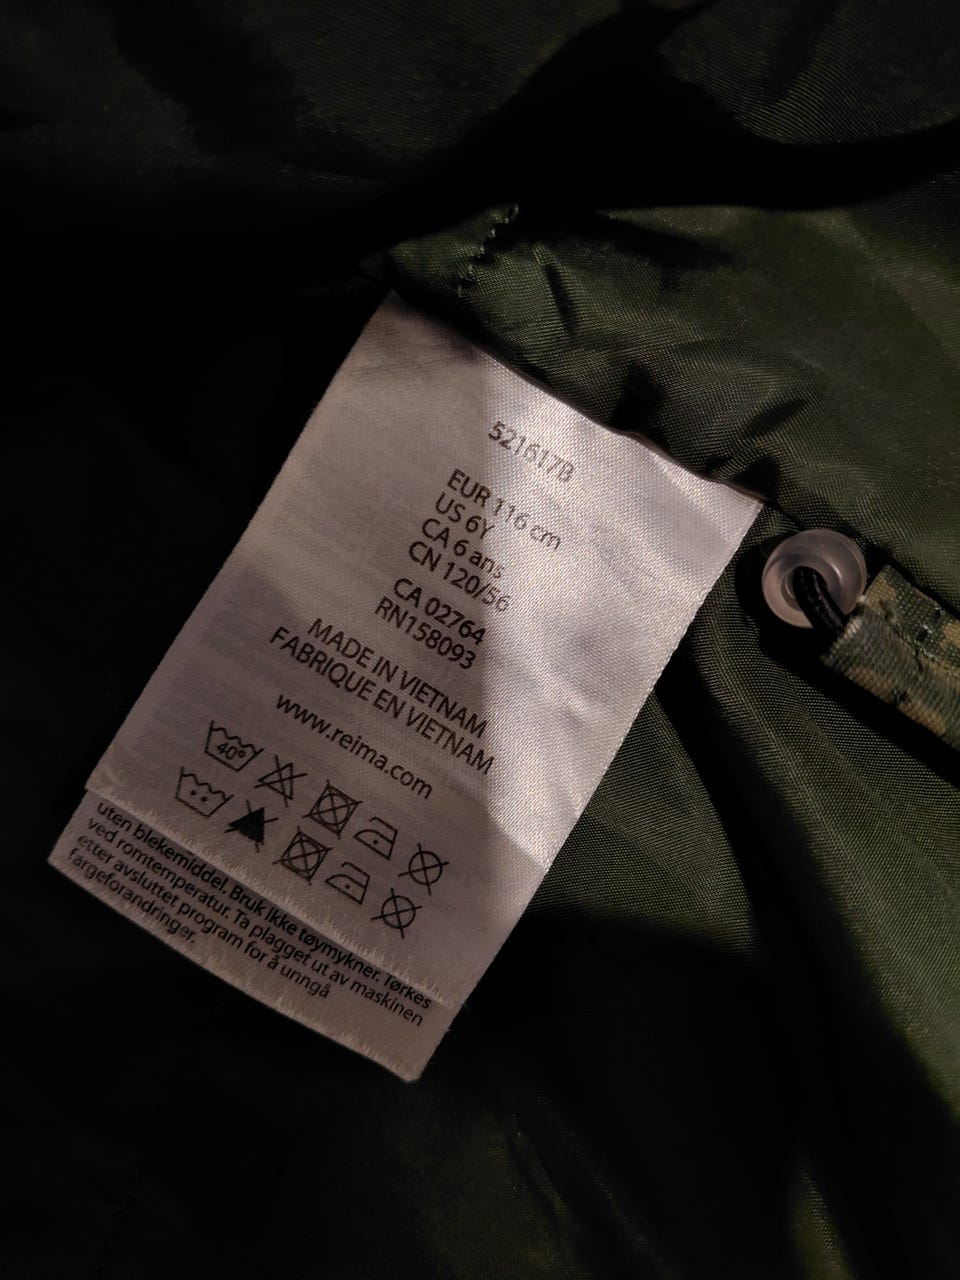 521617B
EUR 116 cm
US 6Y
CA 6 ans
CN 120/56
CA 02764
RN158093
MADE IN VIETNAM
FABRIQUE EN VIETNAM
www.reima.com
40°
uten blekemiddel. Bruk ikke tøymykner. Tørkes
ved romtemperatur. Ta plagget ut av maskinen
etter avsluttet program for å unngå
fargeforandringer.